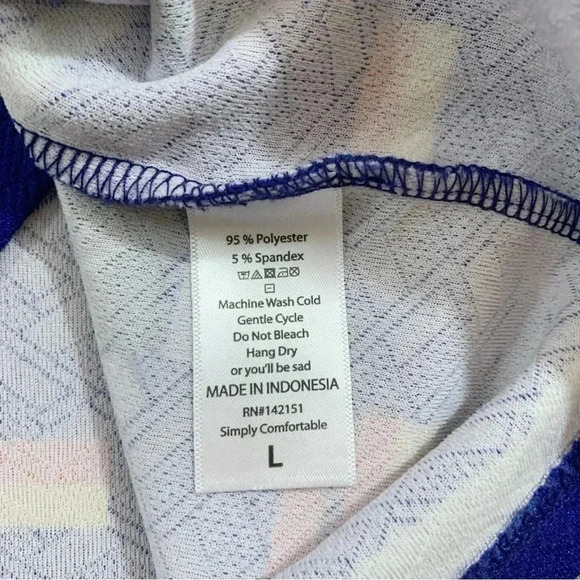 95 % Polyester
5 % Spandex
Machine Wash Cold
Gentle Cycle
Do Not Bleach
Hang Dry
or you'll be sad
MADE IN INDONESIA
RN#142151
Simply Comfortable
L